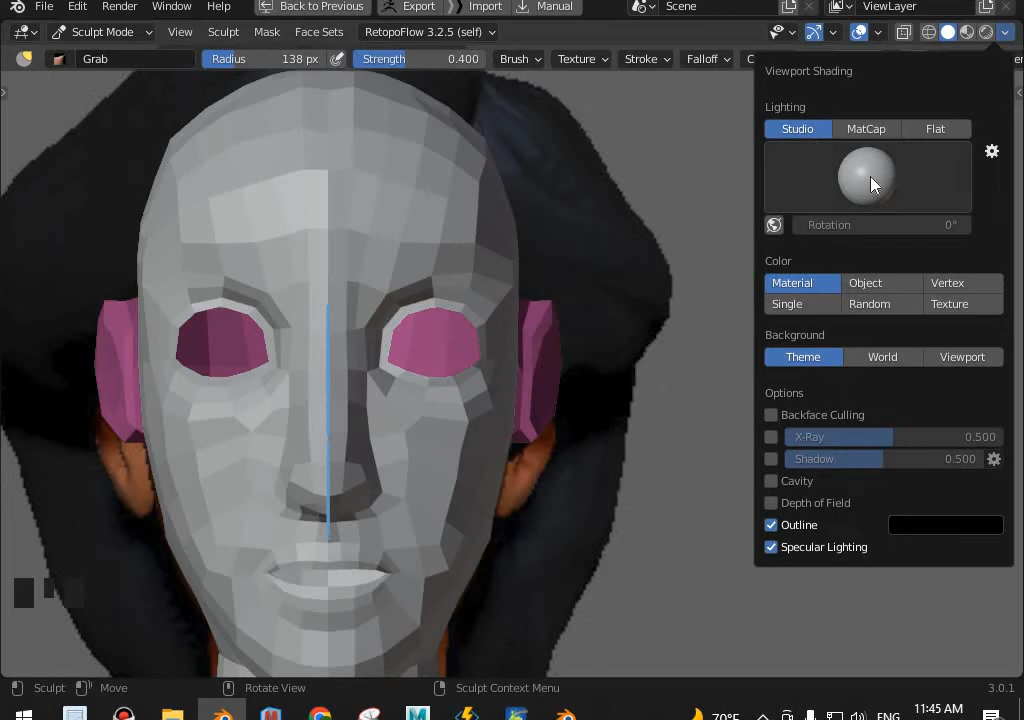 File Edit Render Window Help Back to Previous Export Import Manual Scene ViewLayer
Sculpt Mode View Sculpt Mask Face Sets RetopoFlow 3.2.5 (self)
Grab Radius 138 px Strength 0.400 Brush Texture Stroke Falloff
Viewport Shading
Lighting
Studio MatCap Flat
Rotation 0°
Color
Material Object Vertex
Single Random Texture
Background
Theme World Viewport
Options
Backface Culling
X-Ray 0.500
Shadow 0.500
Cavity
Depth of Field
Outline
Specular Lighting
Sculpt Move Rotate View Sculpt Context Menu 3.0.1
70°F ENG 11:45 AM